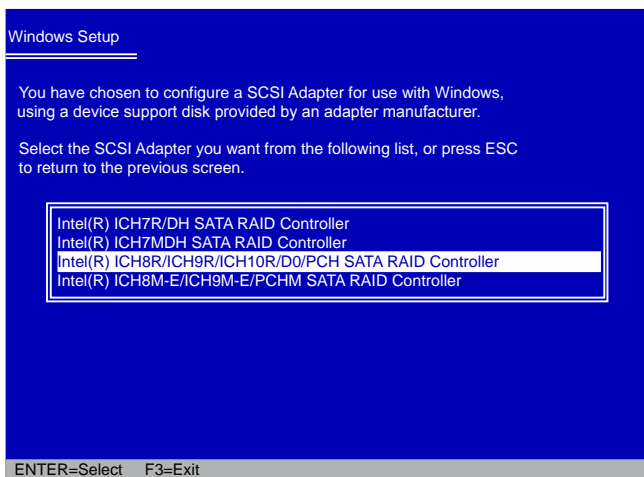 Windows Setup
You have chosen to configure a SCSI Adapter for use with Windows,
using a device support disk provided by an adapter manufacturer.
Select the SCSI Adapter you want from the following list, or press ESC
to return to the previous screen.
Intel(R) ICH7R/DH SATA RAID Controller
Intel(R) ICH7MDH SATA RAID Controller
Intel(R) ICH8R/ICH9R/ICH10R/D0/PCH SATA RAID Controller
Intel(R) ICH8M-E/ICH9M-E/PCHM SATA RAID Controller
ENTER=Select F3=Exit